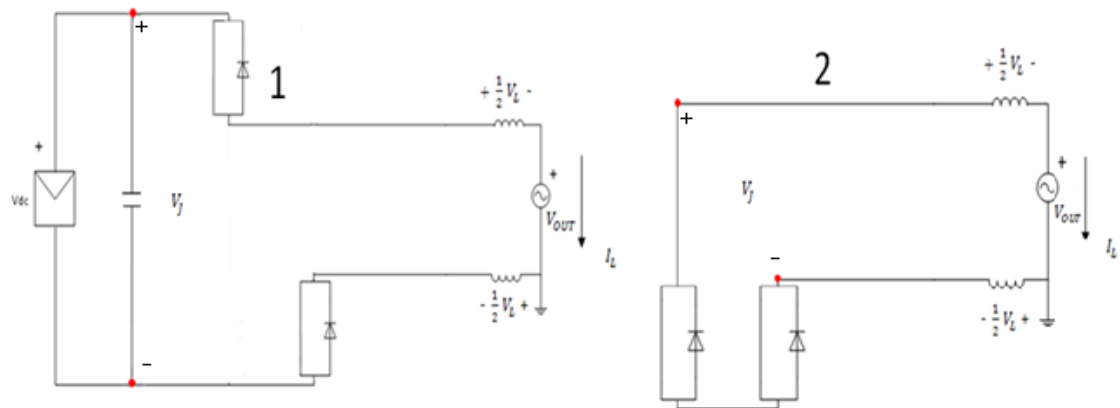 +
1
+ ½ V_L -
+
Vdc
V_J
+
V_OUT
I_L
- ½ V_L +
-
2
+ ½ V_L -
+
V_J
+
V_OUT
I_L
-
- ½ V_L +